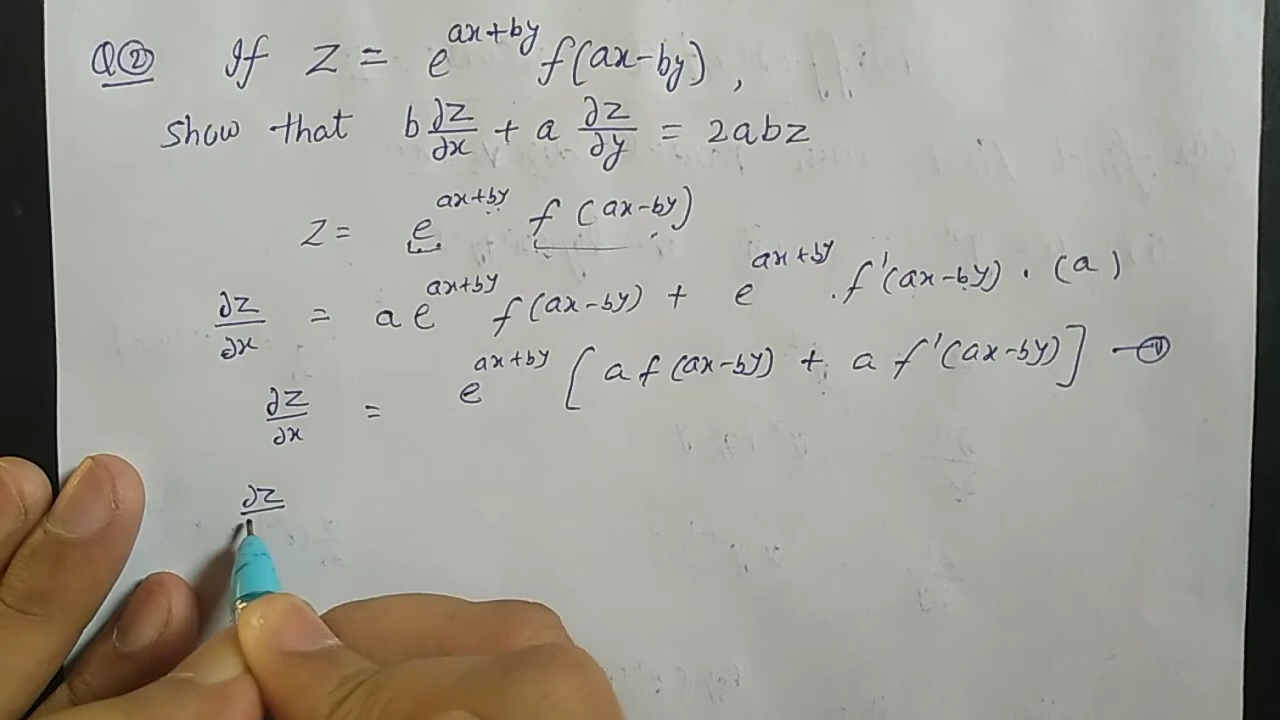 Q② If z = e^{ax+by} f(ax-by),
Show that b ∂z/∂x + a ∂z/∂y = 2abz
z = e^{ax+by} f(ax-by)
∂z/∂x = a e^{ax+by} f(ax-by) + e^{ax+by} . f'(ax-by) · (a)
∂z/∂x = e^{ax+by} [a f(ax-by) + a f'(ax-by)] —①
∂z